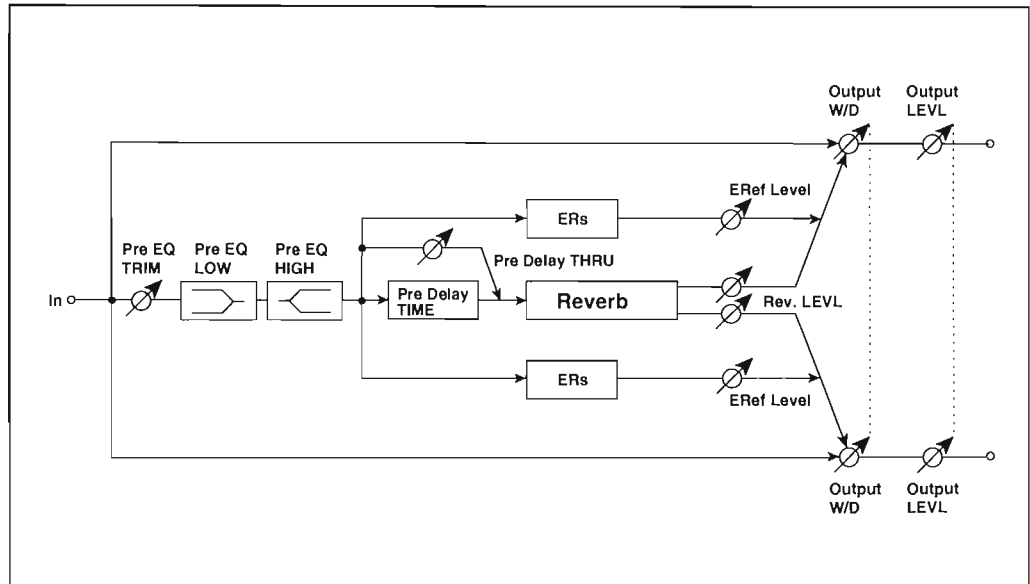 Output
W/D
Output
LEVL
ERef Level
ERs
Pre EQ
TRIM
Pre EQ
LOW
Pre EQ
HIGH
Pre Delay THRU
In
Pre Delay
TIME
Reverb
Rev. LEVL
ERs
ERef Level
Output
W/D
Output
LEVL